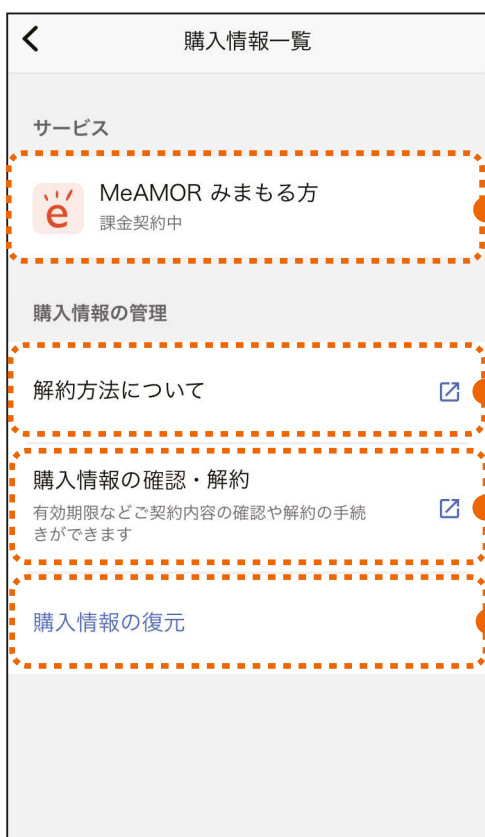 購入情報一覧
サービス
MeAMOR みまもる方
課金契約中
購入情報の管理
解約方法について
購入情報の確認・解約
有効期限などご契約内容の確認や解約の手続
きができます
購入情報の復元